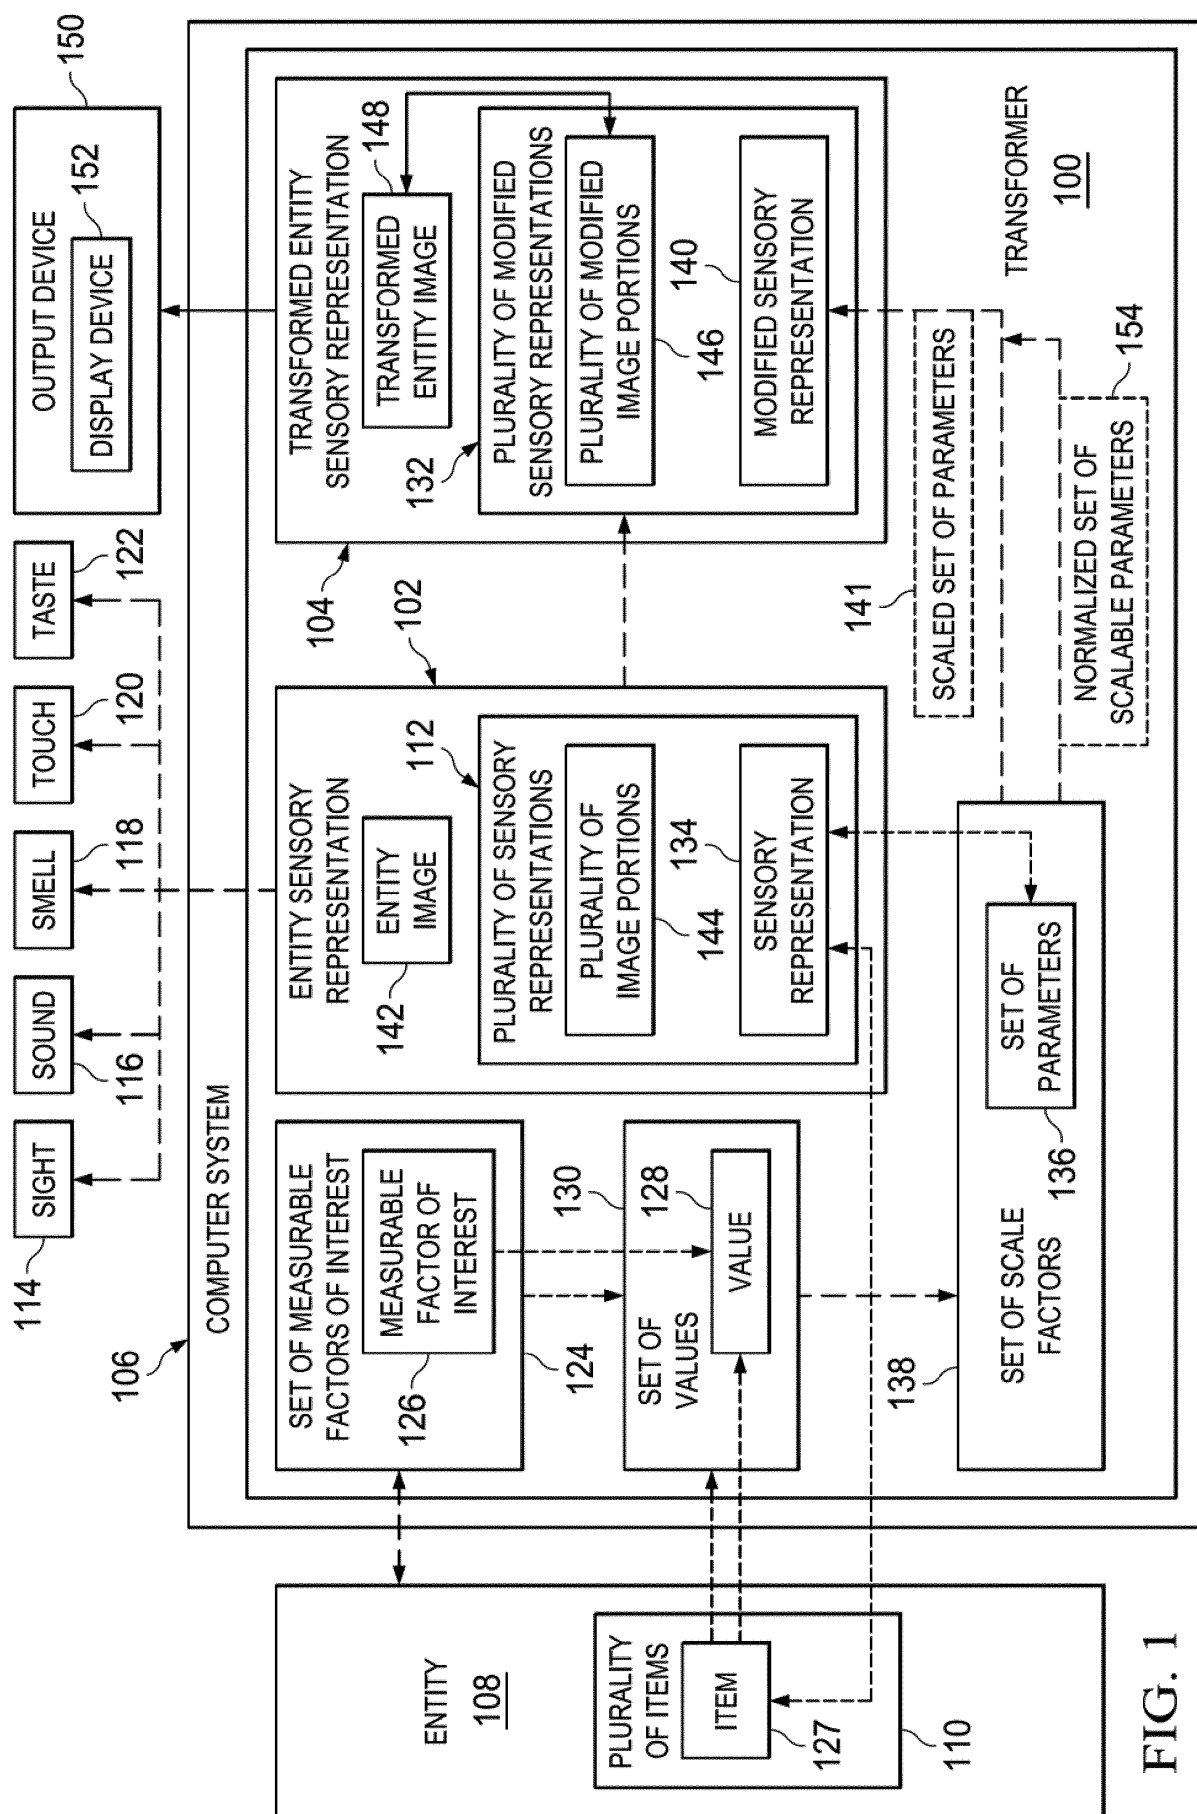 114
SIGHT
SOUND
116
SMELL
118
TOUCH
120
TASTE
122
OUTPUT DEVICE
150
DISPLAY DEVICE
152
106
COMPUTER SYSTEM
SET OF MEASURABLE
FACTORS OF INTEREST
MEASURABLE
FACTOR OF
INTEREST
126
124
130
SET OF
VALUES
128
VALUE
ENTITY SENSORY
REPRESENTATION
102
142
ENTITY
IMAGE
112
PLURALITY OF SENSORY
REPRESENTATIONS
PLURALITY OF
IMAGE PORTIONS
144
134
SENSORY
REPRESENTATION
104
TRANSFORMED ENTITY
SENSORY REPRESENTATION
148
TRANSFORMED
ENTITY IMAGE
132
PLURALITY OF MODIFIED
SENSORY REPRESENTATIONS
PLURALITY OF MODIFIED
IMAGE PORTIONS
146
140
MODIFIED SENSORY
REPRESENTATION
ENTITY
108
PLURALITY
OF ITEMS
ITEM
127
110
138
SET OF SCALE
FACTORS
SET OF
PARAMETERS
136
141
SCALED SET OF PARAMETERS
NORMALIZED SET OF
SCALABLE PARAMETERS
154
TRANSFORMER
100
FIG. 1